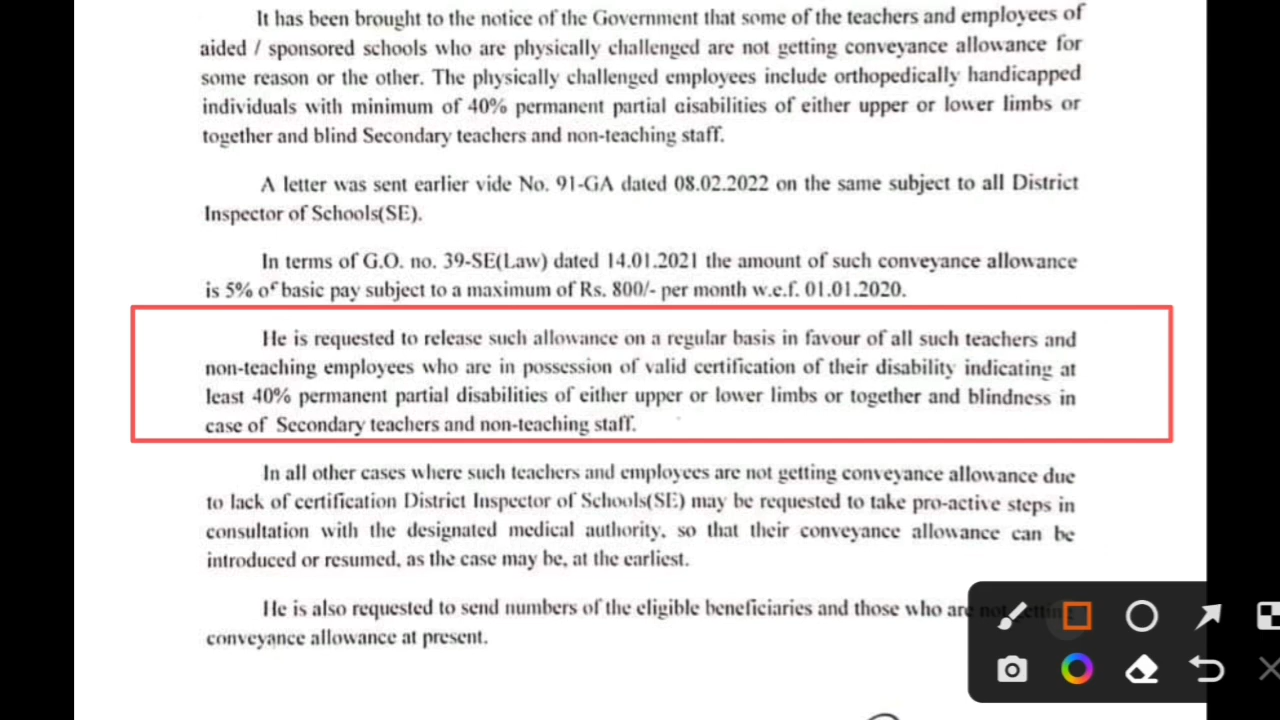 It has been brought to the notice of the Government that some of the teachers and employees of
aided / sponsored schools who are physically challenged are not getting conveyance allowance for
some reason or the other. The physically challenged employees include orthopedically handicapped
individuals with minimum of 40% permanent partial disabilities of either upper or lower limbs or
together and blind Secondary teachers and non-teaching staff.
A letter was sent earlier vide No. 91-GA dated 08.02.2022 on the same subject to all District
Inspector of Schools(SE).
In terms of G.O. no. 39-SE(Law) dated 14.01.2021 the amount of such conveyance allowance
is 5% of basic pay subject to a maximum of Rs. 800/- per month w.e.f. 01.01.2020.
He is requested to release such allowance on a regular basis in favour of all such teachers and
non-teaching employees who are in possession of valid certification of their disability indicating at
least 40% permanent partial disabilities of either upper or lower limbs or together and blindness in
case of Secondary teachers and non-teaching staff.
In all other cases where such teachers and employees are not getting conveyance allowance due
to lack of certification District Inspector of Schools(SE) may be requested to take pro-active steps in
consultation with the designated medical authority, so that their conveyance allowance can be
introduced or resumed, as the case may be, at the earliest.
He is also requested to send numbers of the eligible beneficiaries and those who are not getting
conveyance allowance at present.